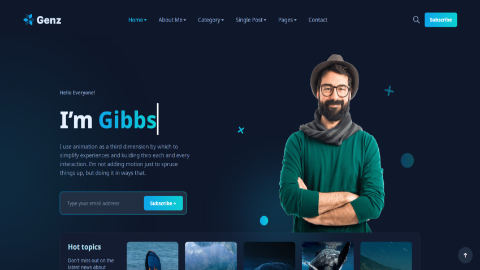 Genz
Home About Me Category Single Post Pages Contact
Subscribe
Hello Everyone!
I'm Gibbs
I use animation as a third dimension by which to
simplify experiences and kuiding thro each and every
interaction. I'm not adding motion just to spruce
things up, but doing it in ways that.
Type your email address
Subscribe
Hot topics
Don't miss out on the
latest news about